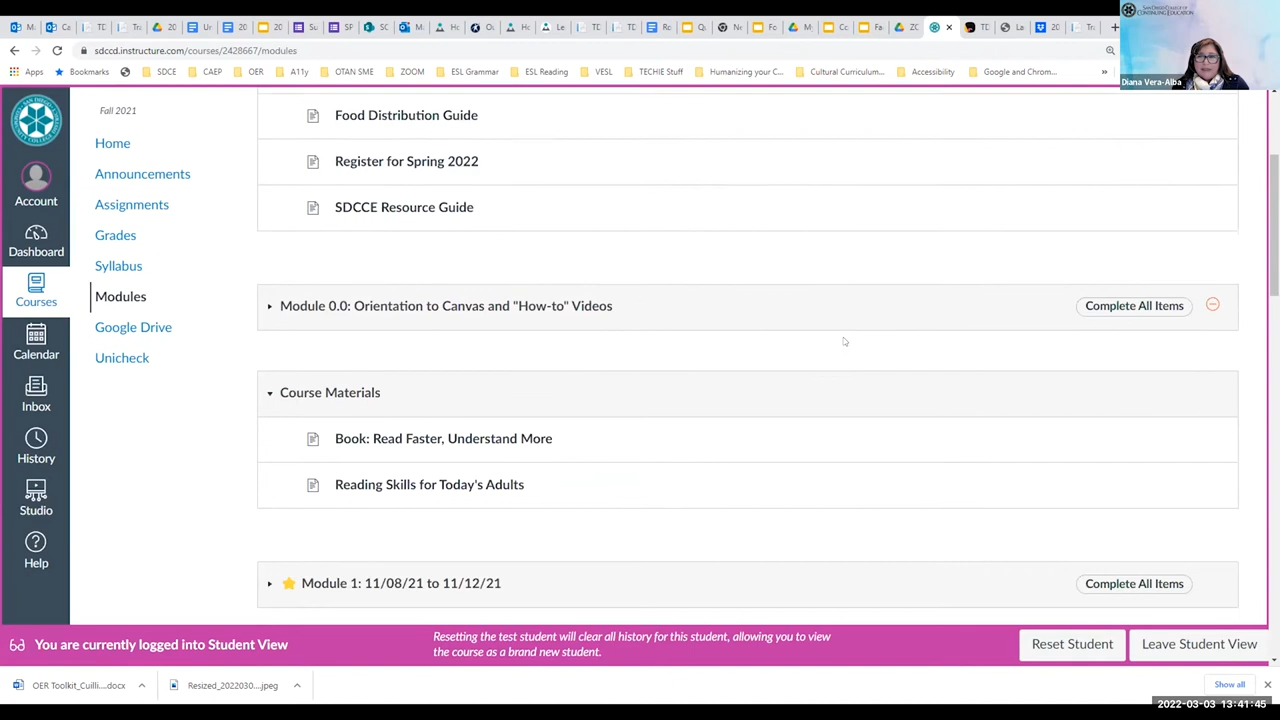 sdccd.instructure.com/courses/2428667/modules
SAN DIEGO COLLEGE OF
CONTINUING EDUCATION
Diana Vera-Alba
Apps
Bookmarks
SDCE
CAEP
OER
A11y
OTAN SME
ZOOM
ESL Grammar
ESL Reading
VESL
TECHIE Stuff
Humanizing your C...
Cultural Curriculum...
Accessibility
Google and Chrom...
»
Fall 2021
Home
Announcements
Assignments
Grades
Syllabus
Modules
Google Drive
Unicheck
Account
Dashboard
Courses
Calendar
Inbox
History
Studio
Help
Food Distribution Guide
Register for Spring 2022
SDCCE Resource Guide
Module 0.0: Orientation to Canvas and "How-to" Videos
Complete All Items
Course Materials
Book: Read Faster, Understand More
Reading Skills for Today's Adults
Module 1: 11/08/21 to 11/12/21
Complete All Items
You are currently logged into Student View
Resetting the test student will clear all history for this student, allowing you to view
the course as a brand new student.
Reset Student
Leave Student View
OER Toolkit_Cuilli....docx
Resized_2022030....jpeg
Show all
2022-03-03 13:41:45